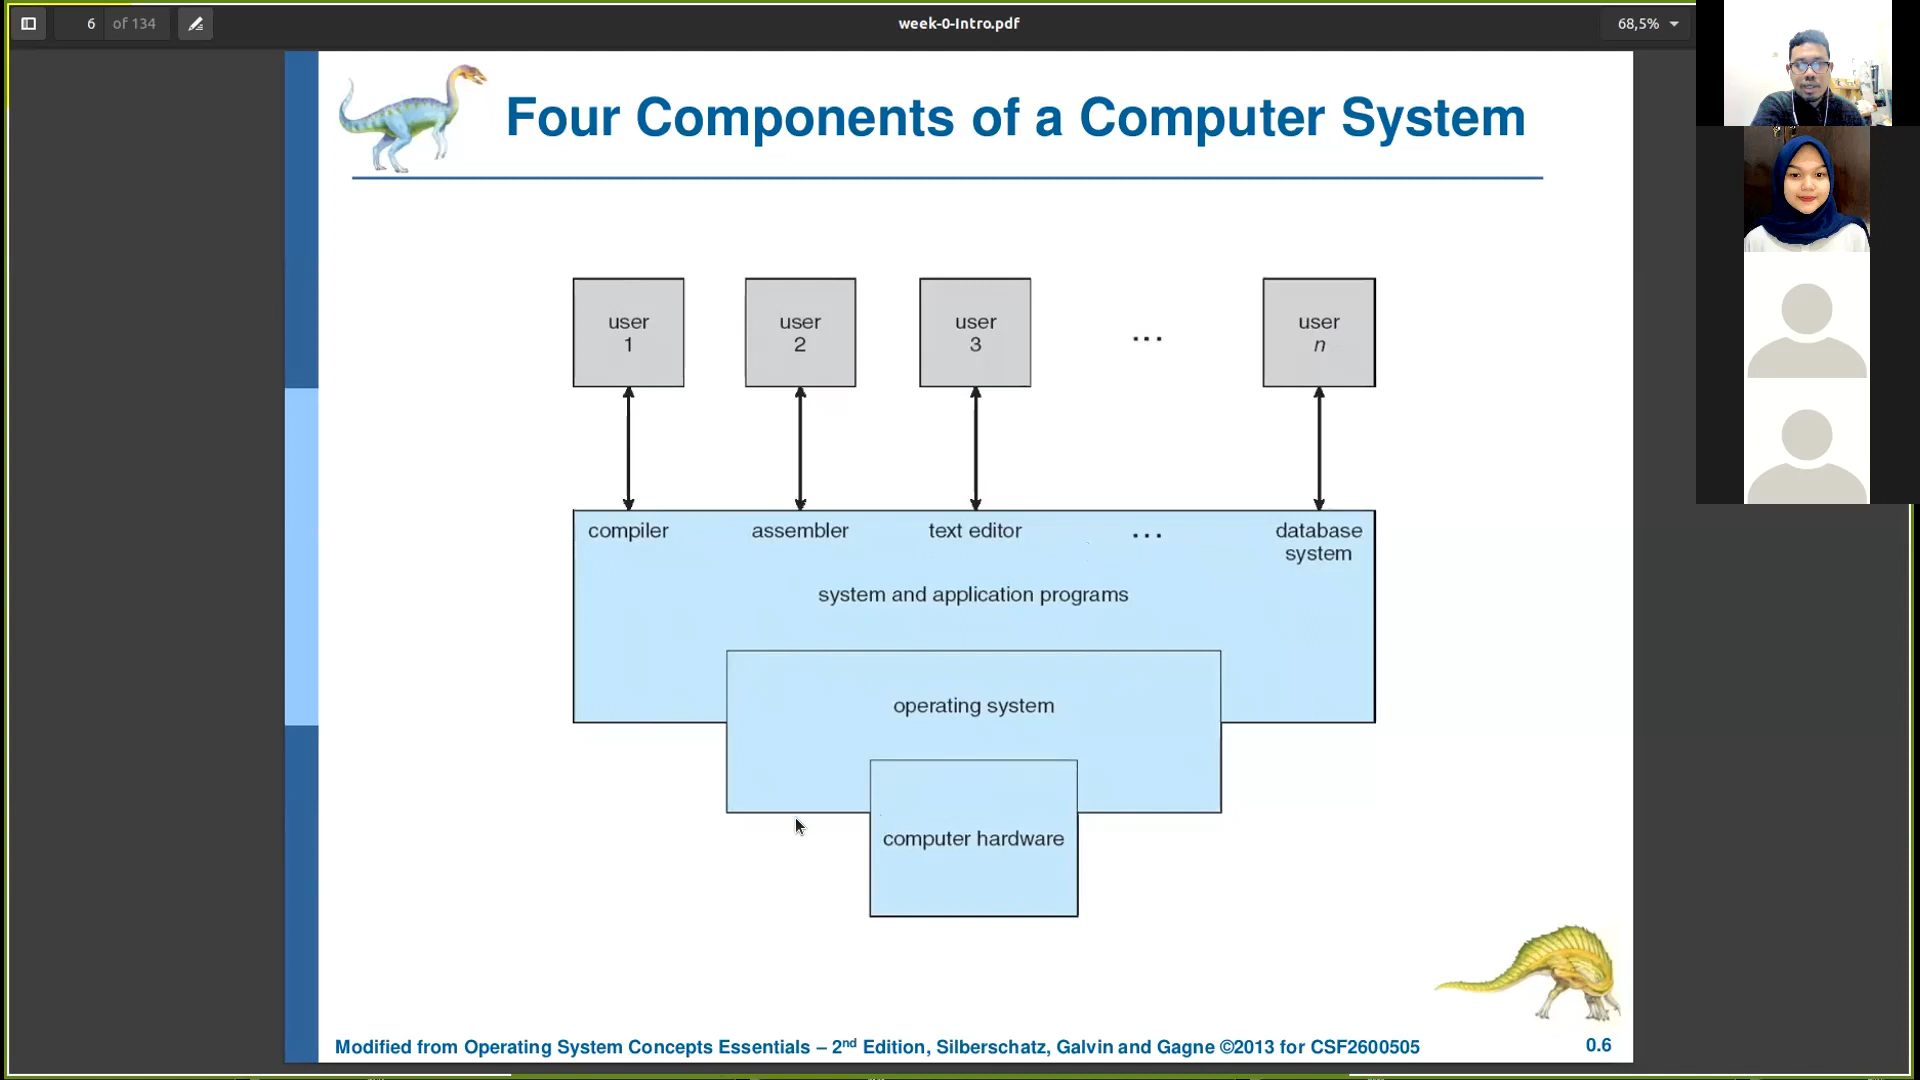 6 of 134
week-0-Intro.pdf
68,5%
Four Components of a Computer System
user
1
user
2
user
3
...
user
n
compiler
assembler
text editor
...
database
system
system and application programs
operating system
computer hardware
Modified from Operating System Concepts Essentials – 2nd Edition, Silberschatz, Galvin and Gagne ©2013 for CSF2600505
0.6